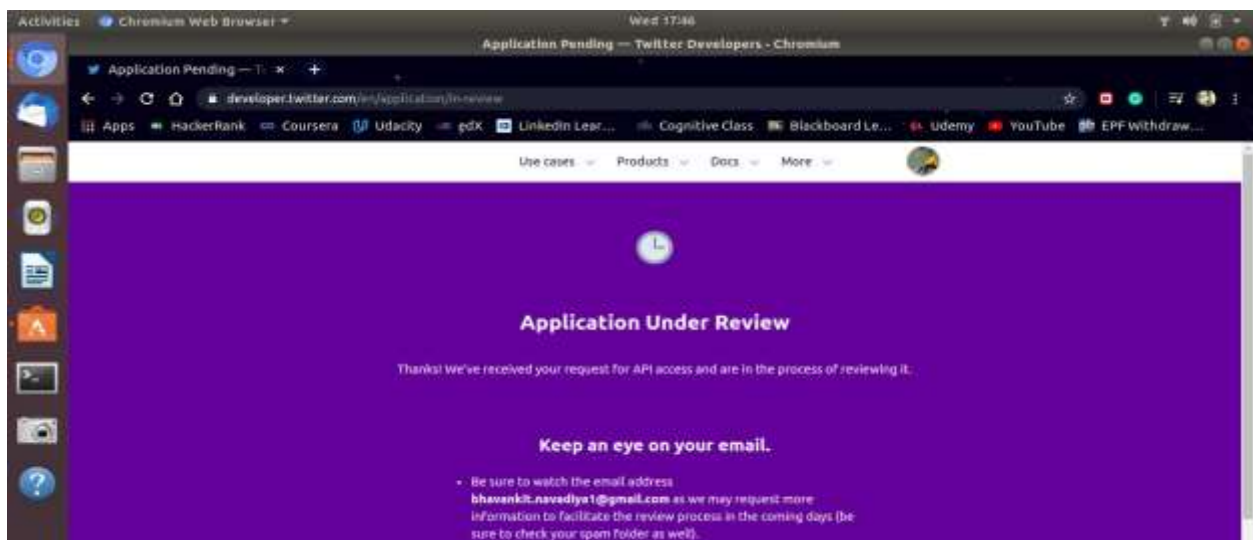 Activities Chromium Web Browser Wed 17:46
Application Pending — Twitter Developers - Chromium
Application Pending — T
developer.twitter.com/en/application/in-review
Apps HackerRank Coursera Udacity edX LinkedIn Lear... Cognitive Class Blackboard Le... Udemy YouTube EPF Withdraw...
Use cases Products Docs More
Application Under Review
Thanks! We've received your request for API access and are in the process of reviewing it.
Keep an eye on your email.
Be sure to watch the email address
bhavankit.navadiya1@gmail.com as we may request more
information to facilitate the review process in the coming days (be
sure to check your spam folder as well).